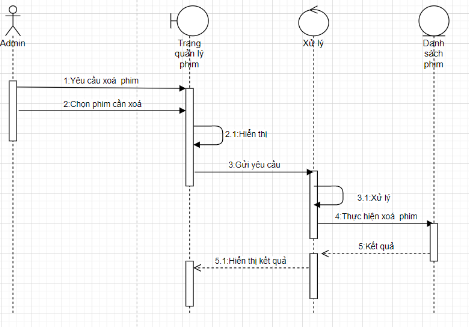 Admin
Trang
quản lý
phim
Xử lý
Danh
sách
phim
1.Yêu cầu xoá phim
2:Chọn phim cần xoả
2.1:Hiển thị
3:Gửi yêu cầu
3.1:Xử lý
4:Thực hiện xoá phim
5:Kết quả
5.1:Hiển thị kết quả